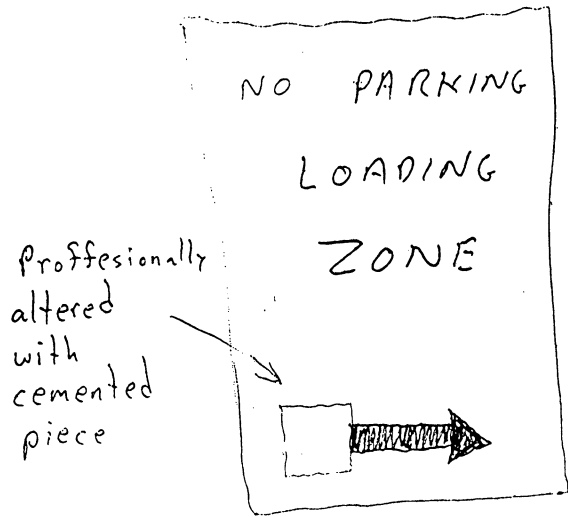 NO PARKING
LOADING
ZONE
Proffesionally
altered
with
cemented
piece